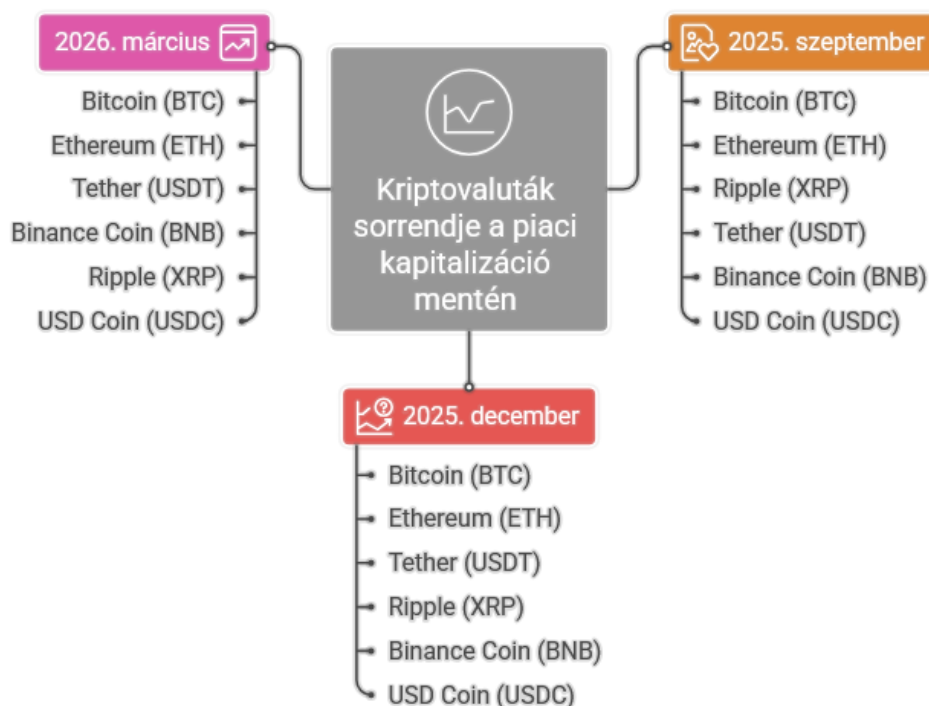 2026. március
Bitcoin (BTC)
Ethereum (ETH)
Tether (USDT)
Binance Coin (BNB)
Ripple (XRP)
USD Coin (USDC)
Kriptovaluták
sorrendje a piaci
kapitalizáció
mentén
2025. szeptember
Bitcoin (BTC)
Ethereum (ETH)
Ripple (XRP)
Tether (USDT)
Binance Coin (BNB)
USD Coin (USDC)
2025. december
Bitcoin (BTC)
Ethereum (ETH)
Tether (USDT)
Ripple (XRP)
Binance Coin (BNB)
USD Coin (USDC)